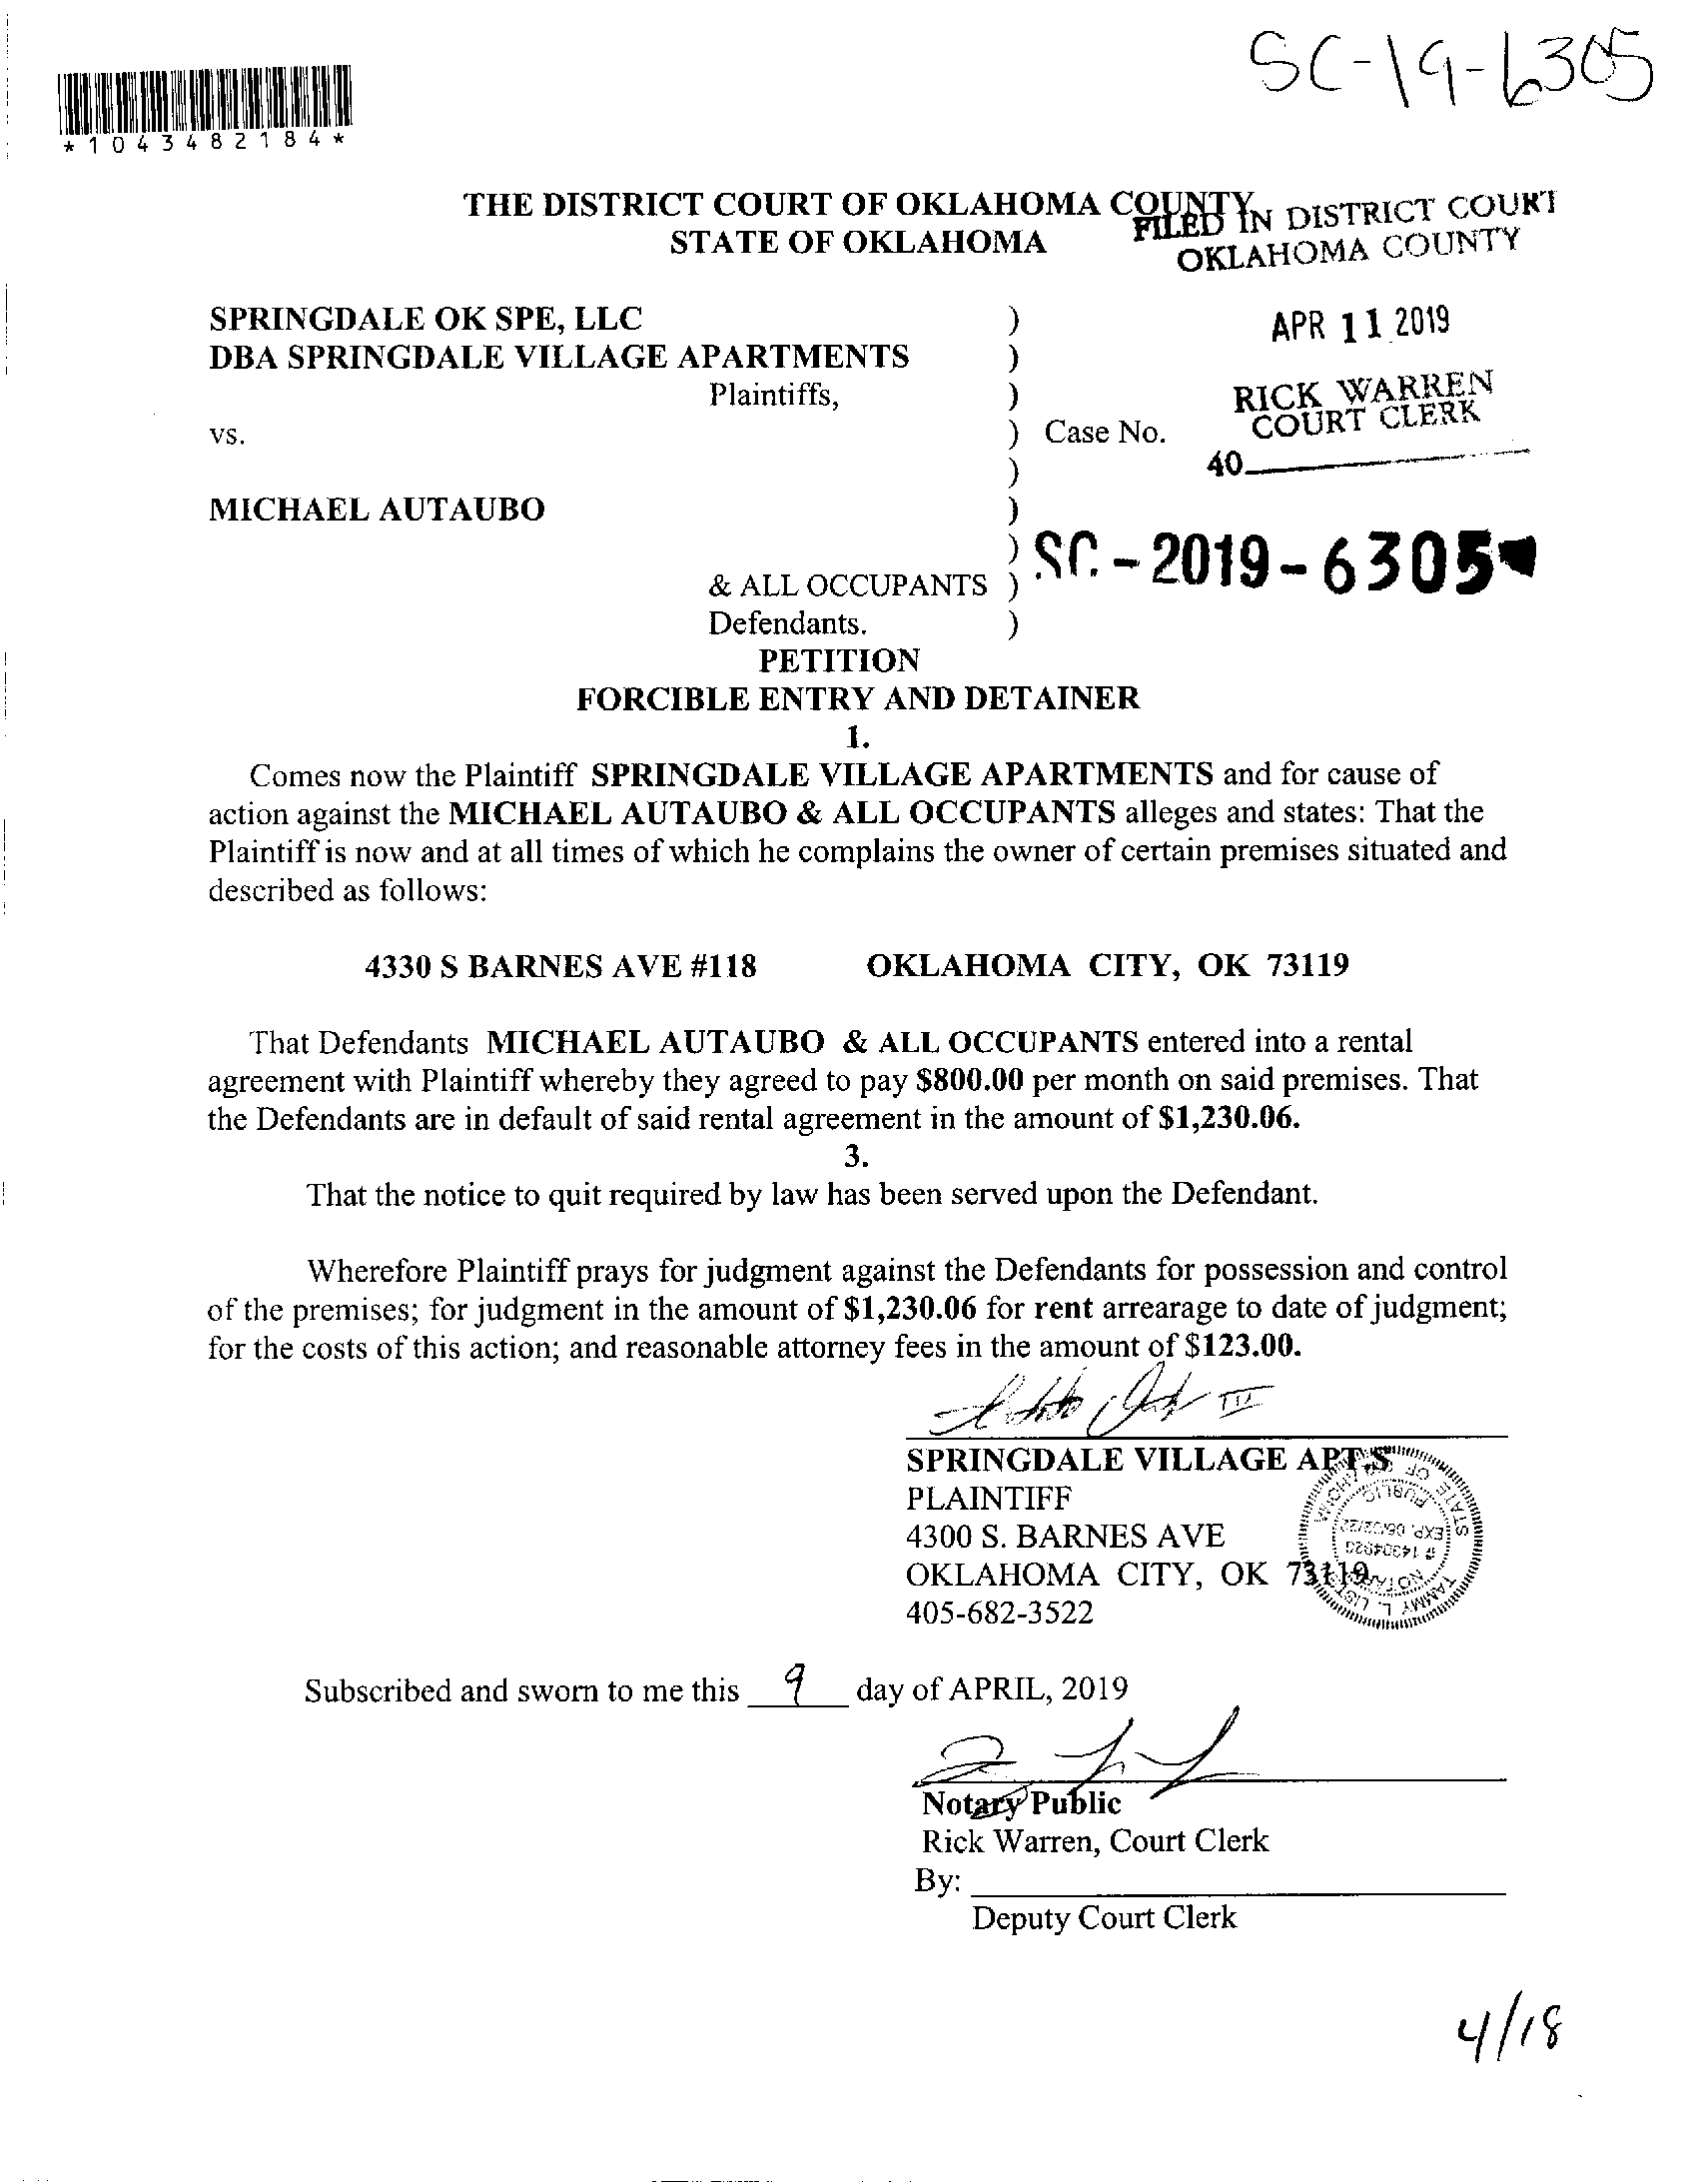 SC-19-6305
*1043482184*
THE DISTRICT COURT OF OKLAHOMA COUNTY
STATE OF OKLAHOMA
FILED IN DISTRICT COURT
OKLAHOMA COUNTY
SPRINGDALE OK SPE, LLC )
APR 11 2019
DBA SPRINGDALE VILLAGE APARTMENTS )
Plaintiffs, )
RICK WARREN
COURT CLERK
vs. ) Case No.
40
)
MICHAEL AUTAUBO )
) SC-2019-6305
& ALL OCCUPANTS )
Defendants. )
PETITION
FORCIBLE ENTRY AND DETAINER
1.
Comes now the Plaintiff SPRINGDALE VILLAGE APARTMENTS and for cause of
action against the MICHAEL AUTAUBO & ALL OCCUPANTS alleges and states: That the
Plaintiff is now and at all times of which he complains the owner of certain premises situated and
described as follows:
4330 S BARNES AVE #118 OKLAHOMA CITY, OK 73119
That Defendants MICHAEL AUTAUBO & ALL OCCUPANTS entered into a rental
agreement with Plaintiff whereby they agreed to pay $800.00 per month on said premises. That
the Defendants are in default of said rental agreement in the amount of $1,230.06.
3.
That the notice to quit required by law has been served upon the Defendant.
Wherefore Plaintiff prays for judgment against the Defendants for possession and control
of the premises; for judgment in the amount of $1,230.06 for rent arrearage to date of judgment;
for the costs of this action; and reasonable attorney fees in the amount of $123.00.
III
SPRINGDALE VILLAGE APT.S
PLAINTIFF
4300 S. BARNES AVE
OKLAHOMA CITY, OK 73119
405-682-3522
TAMMY L.
NOTARY PUBLIC
# 14304920
EXP. 05/02/22
STATE OF
Subscribed and sworn to me this 9 day of APRIL, 2019
Notary Public
Rick Warren, Court Clerk
By:
Deputy Court Clerk
4/18